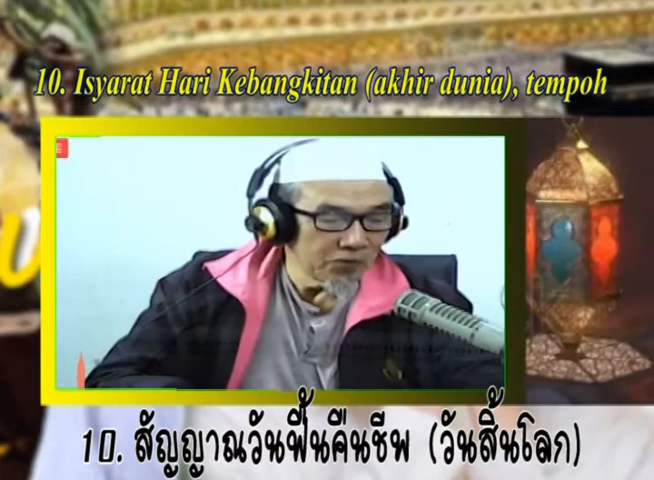 10. Isyarat Hari Kebangkitan (akhir dunia), tempoh
10. สัญญาณวันฟื้นคืนชีพ (วันสิ้นโลก)